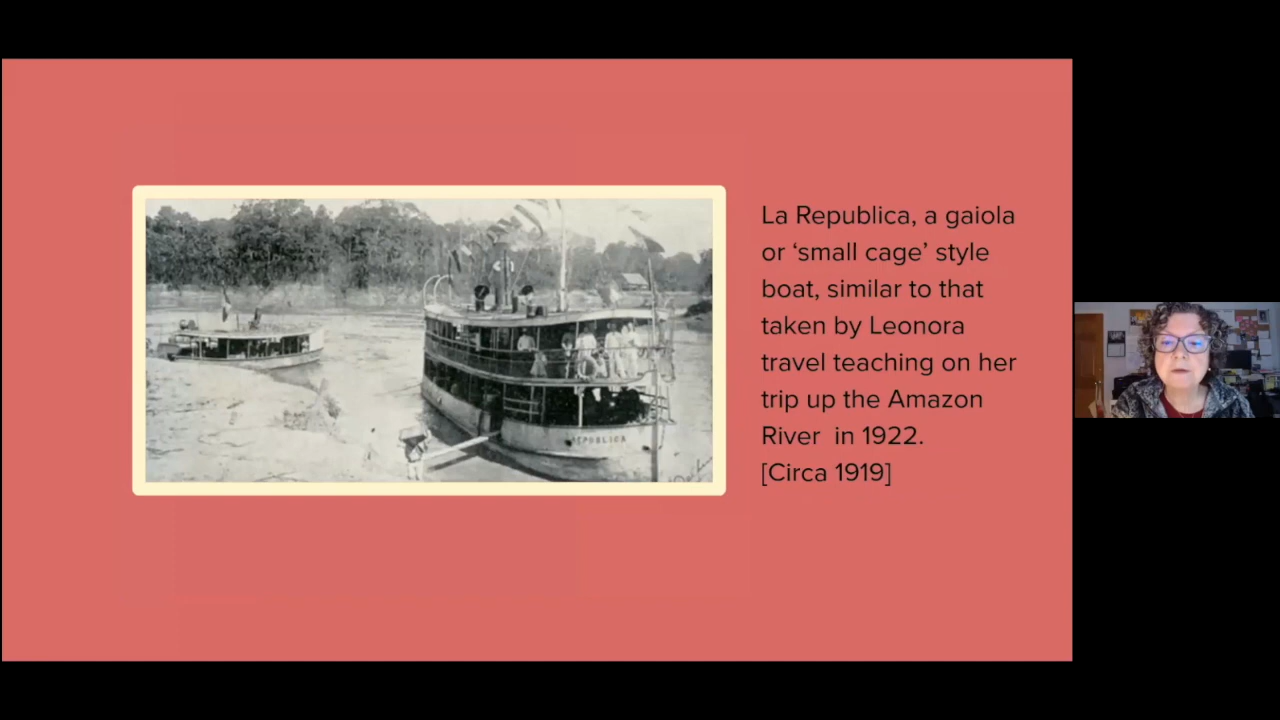 La Republica, a gaiola
or ‘small cage’ style
boat, similar to that
taken by Leonora
travel teaching on her
trip up the Amazon
River  in 1922.
[Circa 1919]
REPUBLICA